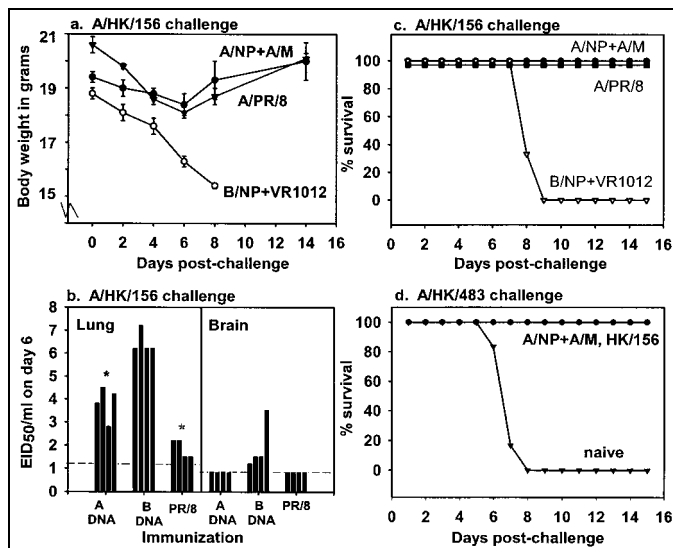 a. A/HK/156 challenge
Body weight in grams
21
20
19
18
17
16
15
A/PR/8
B/NP+VR1012
0 2 4 6 8 10 12 14 16
Days post-challenge
b. A/HK/156 challenge
EID50/ml on day 6
8
7
6
5
4
3
2
1
0
Lung
Brain
*
*
A DNA
B DNA
PR/8
A DNA
B DNA
PR/8
Immunization
c. A/HK/156 challenge
% survival
100
80
60
40
20
0
A/NP+A/M
A/PR/8
B/NP+VR1012
0 2 4 6 8 10 12 14 16
Days post-challenge
d. A/HK/483 challenge
% survival
100
80
60
40
20
0
A/NP+A/M, HK/156
naive
0 2 4 6 8 10 12 14 16
Days post-challenge